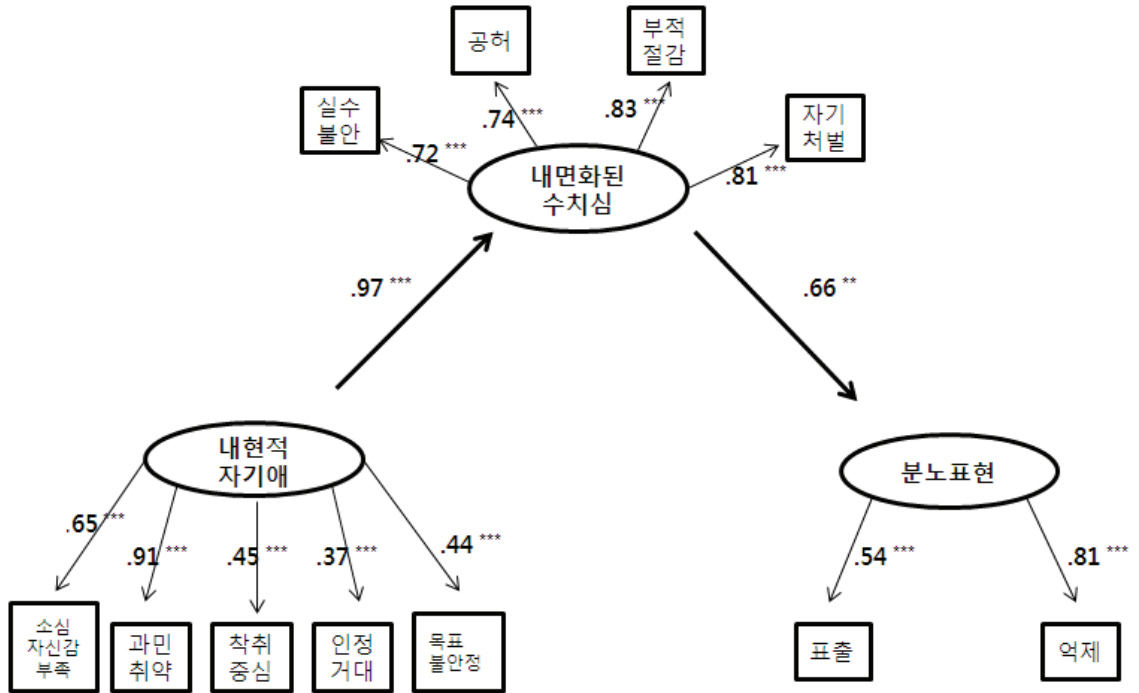 공허
부적
절감
실수
불안
자기
처벌
.74 ***
.83 ***
.72 ***
.81 ***
내면화된
수치심
.97 ***
.66 **
내현적
자기애
분노표현
.65 ***
.91 ***
.45 ***
.37 ***
.44 ***
.54 ***
.81 ***
소심
자신감
부족
과민
취약
착취
중심
인정
거대
목표
불안정
표출
억제